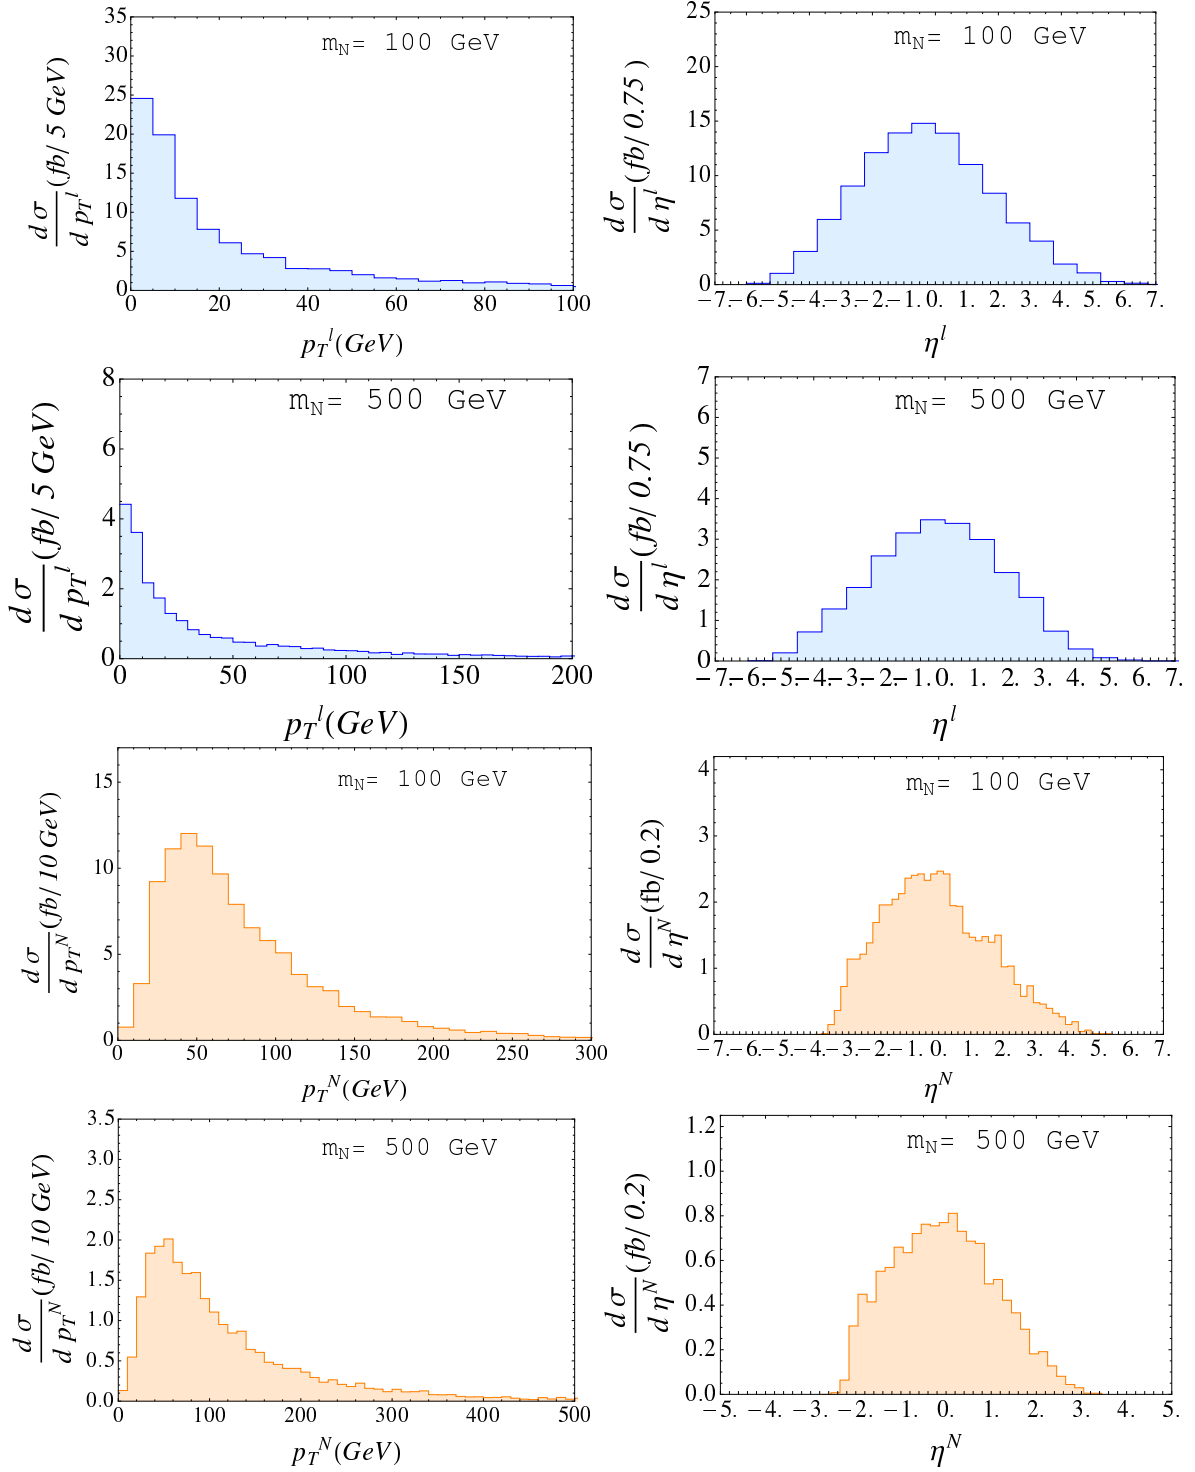 m_N= 100 GeV
dσ/dp_T^l (fb/ 5 GeV)
35
30
25
20
15
10
5
0
0 20 40 60 80 100
p_T^l (GeV)
m_N= 100 GeV
dσ/dη^l (fb/ 0.75 )
25
20
15
10
5
0
−7.−6.−5.−4.−3.−2.−1.0. 1. 2. 3. 4. 5. 6. 7.
η^l
m_N= 500 GeV
dσ/dp_T^l (fb/ 5 GeV)
8
6
4
2
0
0 50 100 150 200
p_T^l (GeV)
m_N= 500 GeV
dσ/dη^l (fb/ 0.75 )
7
6
5
4
3
2
1
0
−7.−6.−5.−4.−3.−2.−1.0. 1. 2. 3. 4. 5. 6. 7.
η^l
m_N= 100 GeV
dσ/dp_T^N (fb/ 10 GeV)
15
10
5
0
0 50 100 150 200 250 300
p_T^N (GeV)
m_N= 100 GeV
dσ/dη^N (fb/ 0.2)
4
3
2
1
0
−7.−6.−5.−4.−3.−2.−1.0. 1. 2. 3. 4. 5. 6. 7.
η^N
m_N= 500 GeV
dσ/dp_T^N (fb/ 10 GeV)
3.5
3.0
2.5
2.0
1.5
1.0
0.5
0.0
0 100 200 300 400 500
p_T^N (GeV)
m_N= 500 GeV
dσ/dη^N (fb/ 0.2)
1.2
1.0
0.8
0.6
0.4
0.2
0.0
−5. −4. −3. −2. −1. 0. 1. 2. 3. 4. 5.
η^N